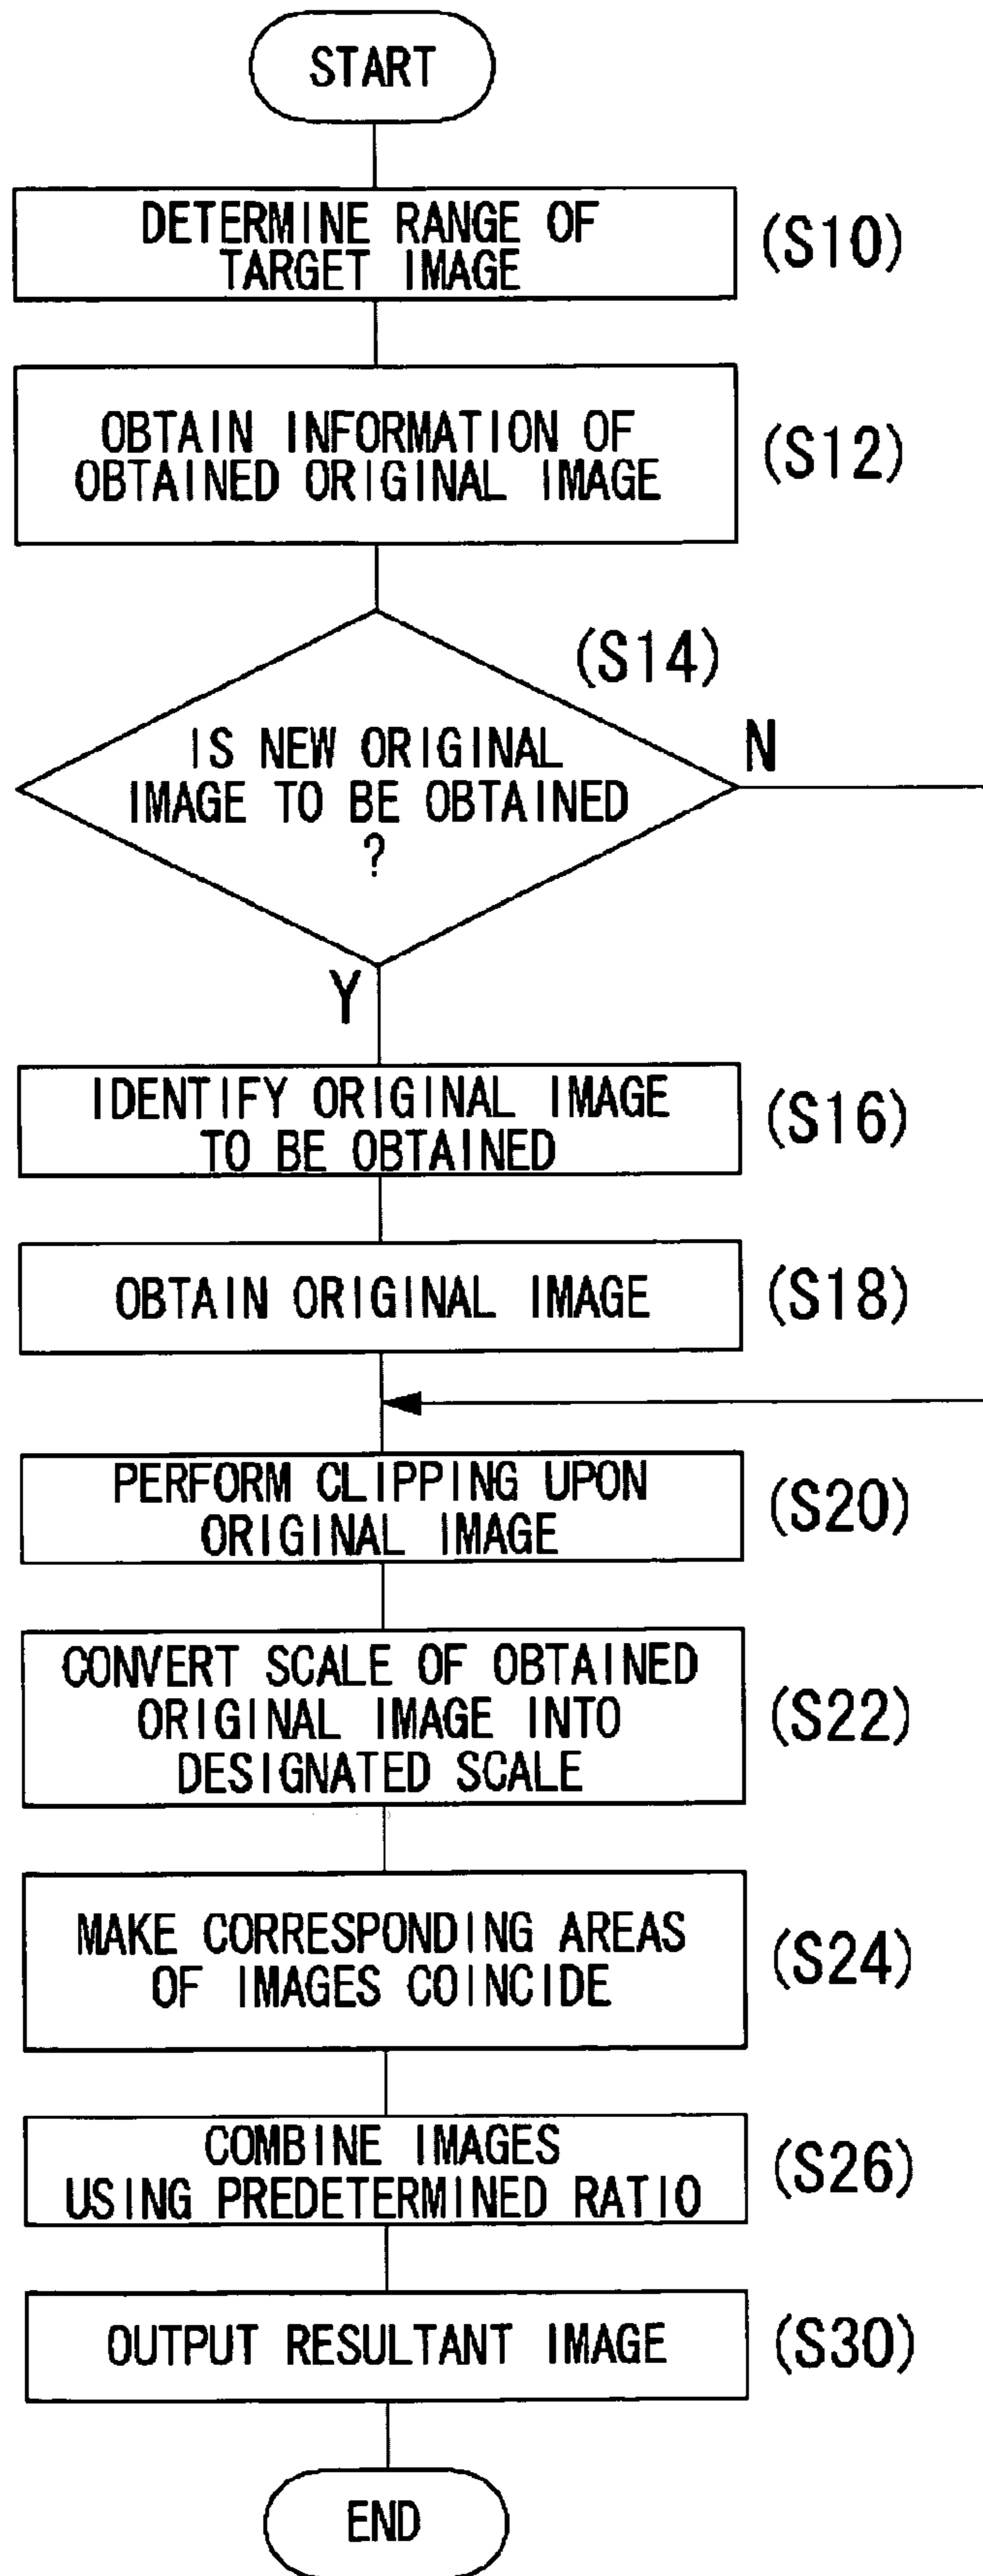 START
DETERMINE RANGE OF
TARGET IMAGE
(S10)
OBTAIN INFORMATION OF
OBTAINED ORIGINAL IMAGE
(S12)
(S14)
IS NEW ORIGINAL
IMAGE TO BE OBTAINED
?
N
Y
IDENTIFY ORIGINAL IMAGE
TO BE OBTAINED
(S16)
OBTAIN ORIGINAL IMAGE
(S18)
PERFORM CLIPPING UPON
ORIGINAL IMAGE
(S20)
CONVERT SCALE OF OBTAINED
ORIGINAL IMAGE INTO
DESIGNATED SCALE
(S22)
MAKE CORRESPONDING AREAS
OF IMAGES COINCIDE
(S24)
COMBINE IMAGES
USING PREDETERMINED RATIO
(S26)
OUTPUT RESULTANT IMAGE
(S30)
END